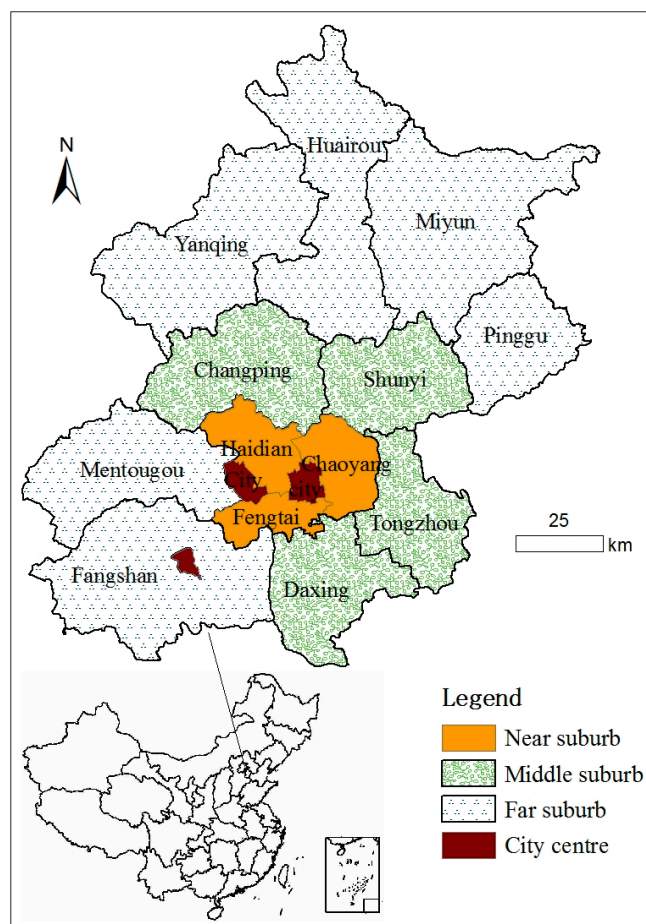 N
Huairou
Miyun
Yanqing
Pinggu
Changping
Shunyi
Haidian
Mentougou
Chaoyang
City
city
Fengtai
Tongzhou
25
km
Fangshan
Daxing
Legend
Near suburb
Middle suburb
Far suburb
City centre